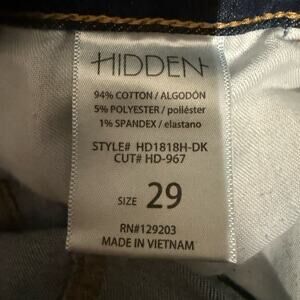 HIDDEN
94% COTTON / ALGODÓN
5% POLYESTER / poliéster
1% SPANDEX / elastano
STYLE# HD1818H-DK
CUT# HD-967
SIZE 29
RN#129203
MADE IN VIETNAM